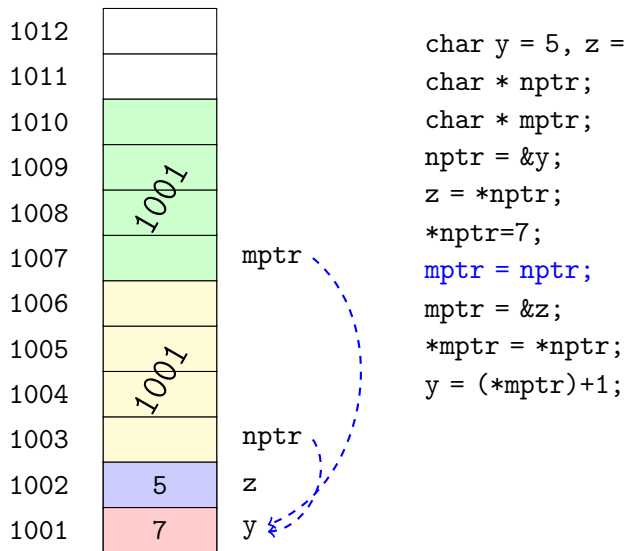 1012
1011
1010
1009
1008
1007
1006
1005
1004
1003
1002
1001
1001
1001
5
7
mptr
nptr
z
y
char y = 5, z =
char * nptr;
char * mptr;
nptr = &y;
z = *nptr;
*nptr=7;
mptr = nptr;
mptr = &z;
*mptr = *nptr;
y = (*mptr)+1;